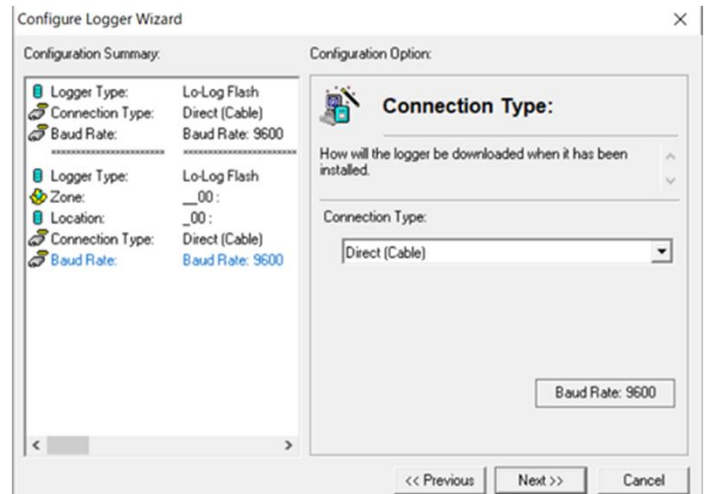 Configure Logger Wizard
Configuration Summary:
Logger Type: Lo-Log Flash
Connection Type: Direct (Cable)
Baud Rate: Baud Rate: 9600
Logger Type: Lo-Log Flash
Zone: __00 :
Location: _00 :
Connection Type: Direct (Cable)
Baud Rate: Baud Rate: 9600
Configuration Option:
Connection Type:
How will the logger be downloaded when it has been
installed.
Connection Type:
Direct (Cable)
Baud Rate: 9600
<< Previous Next >> Cancel